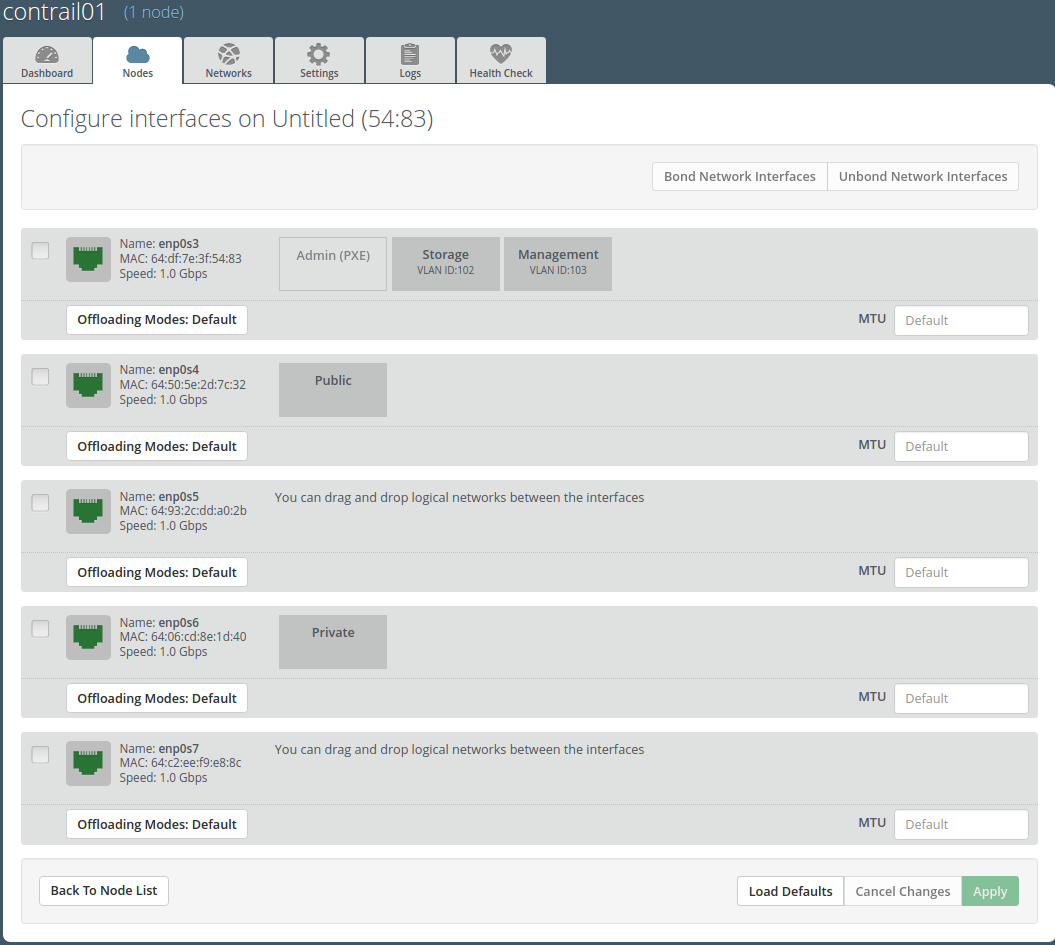 contrail01 (1 node)
Dashboard Nodes Networks Settings Logs Health Check
Configure interfaces on Untitled (54:83)
Bond Network Interfaces Unbond Network Interfaces
Name: enp0s3
MAC: 64:df:7e:3f:54:83
Speed: 1.0 Gbps
Admin (PXE) Storage Management
VLAN ID:102 VLAN ID:103
Offloading Modes: Default MTU Default
Name: enp0s4
MAC: 64:50:5e:2d:7c:32
Speed: 1.0 Gbps
Public
Offloading Modes: Default MTU Default
Name: enp0s5
MAC: 64:93:2c:dd:a0:2b
Speed: 1.0 Gbps
You can drag and drop logical networks between the interfaces
Offloading Modes: Default MTU Default
Name: enp0s6
MAC: 64:06:cd:8e:1d:40
Speed: 1.0 Gbps
Private
Offloading Modes: Default MTU Default
Name: enp0s7
MAC: 64:c2:ee:f9:e8:8c
Speed: 1.0 Gbps
You can drag and drop logical networks between the interfaces
Offloading Modes: Default MTU Default
Back To Node List Load Defaults Cancel Changes Apply